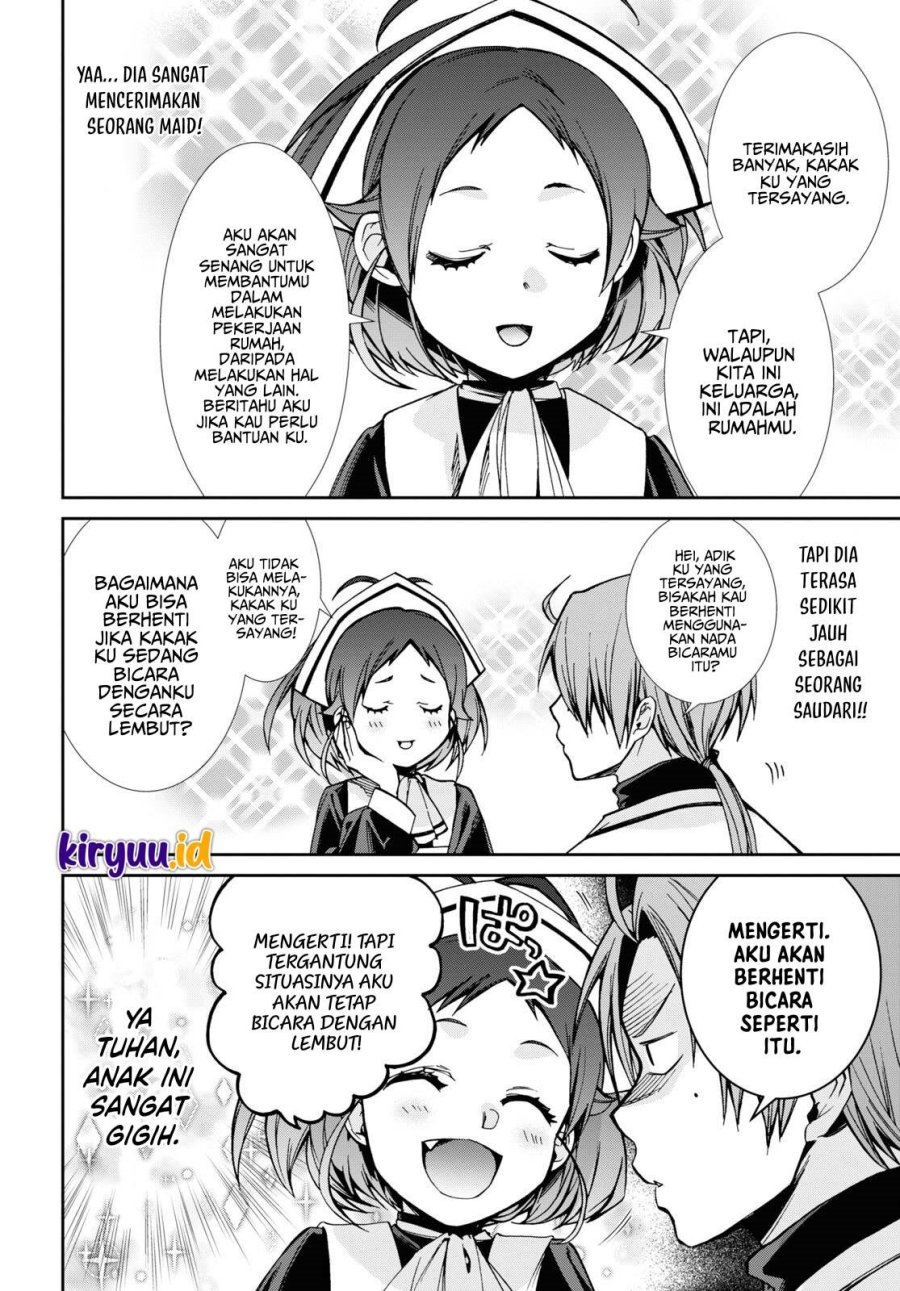 TERIMAKASIH
BANYAK, KAKAK
KU YANG
TERSAYANG.
TAPI,
WALAUPUN
KITA INI
KELUARGA,
INI ADALAH
RUMAHMU.
YAA... DIA SANGAT
MENCERIMAKAN
SEORANG MAID!
AKU AKAN
SANGAT
SENANG UNTUK
MEMBANTUMU
DALAM
MELAKUKAN
PEKERJAAN
RUMAH,
DARIPADA
MELAKUKAN HAL
YANG LAIN.
BERITAHU AKU
JIKA KAU PERLU
BANTUAN KU.
TAPI DIA
TERASA
SEDIKIT
JAUH
SEBAGAI
SEORANG
SAUDARI!!
HEI, ADIK
KU YANG
TERSAYANG,
BISAKAH KAU
BERHENTI
MENGGUNA-
KAN NADA
BICARAMU
ITU?
AKU TIDAK
BISA MELA-
KUKANNYA,
KAKAK KU
YANG TER-
SAYANG!
BAGAIMANA
AKU BISA
BERHENTI
JIKA KAKAK
KU SEDANG
BICARA
DENGANKU
SECARA
LEMBUT?
kiryuu.id
MENGERTI.
AKU AKAN
BERHENTI
BICARA
SEPERTI
ITU.
ぱっ☆
MENGERTI! TAPI
TERGANTUNG
SITUASINYA AKU
AKAN TETAP
BICARA DENGAN
LEMBUT!
YA
TUHAN,
ANAK INI
SANGAT
GIGIH.